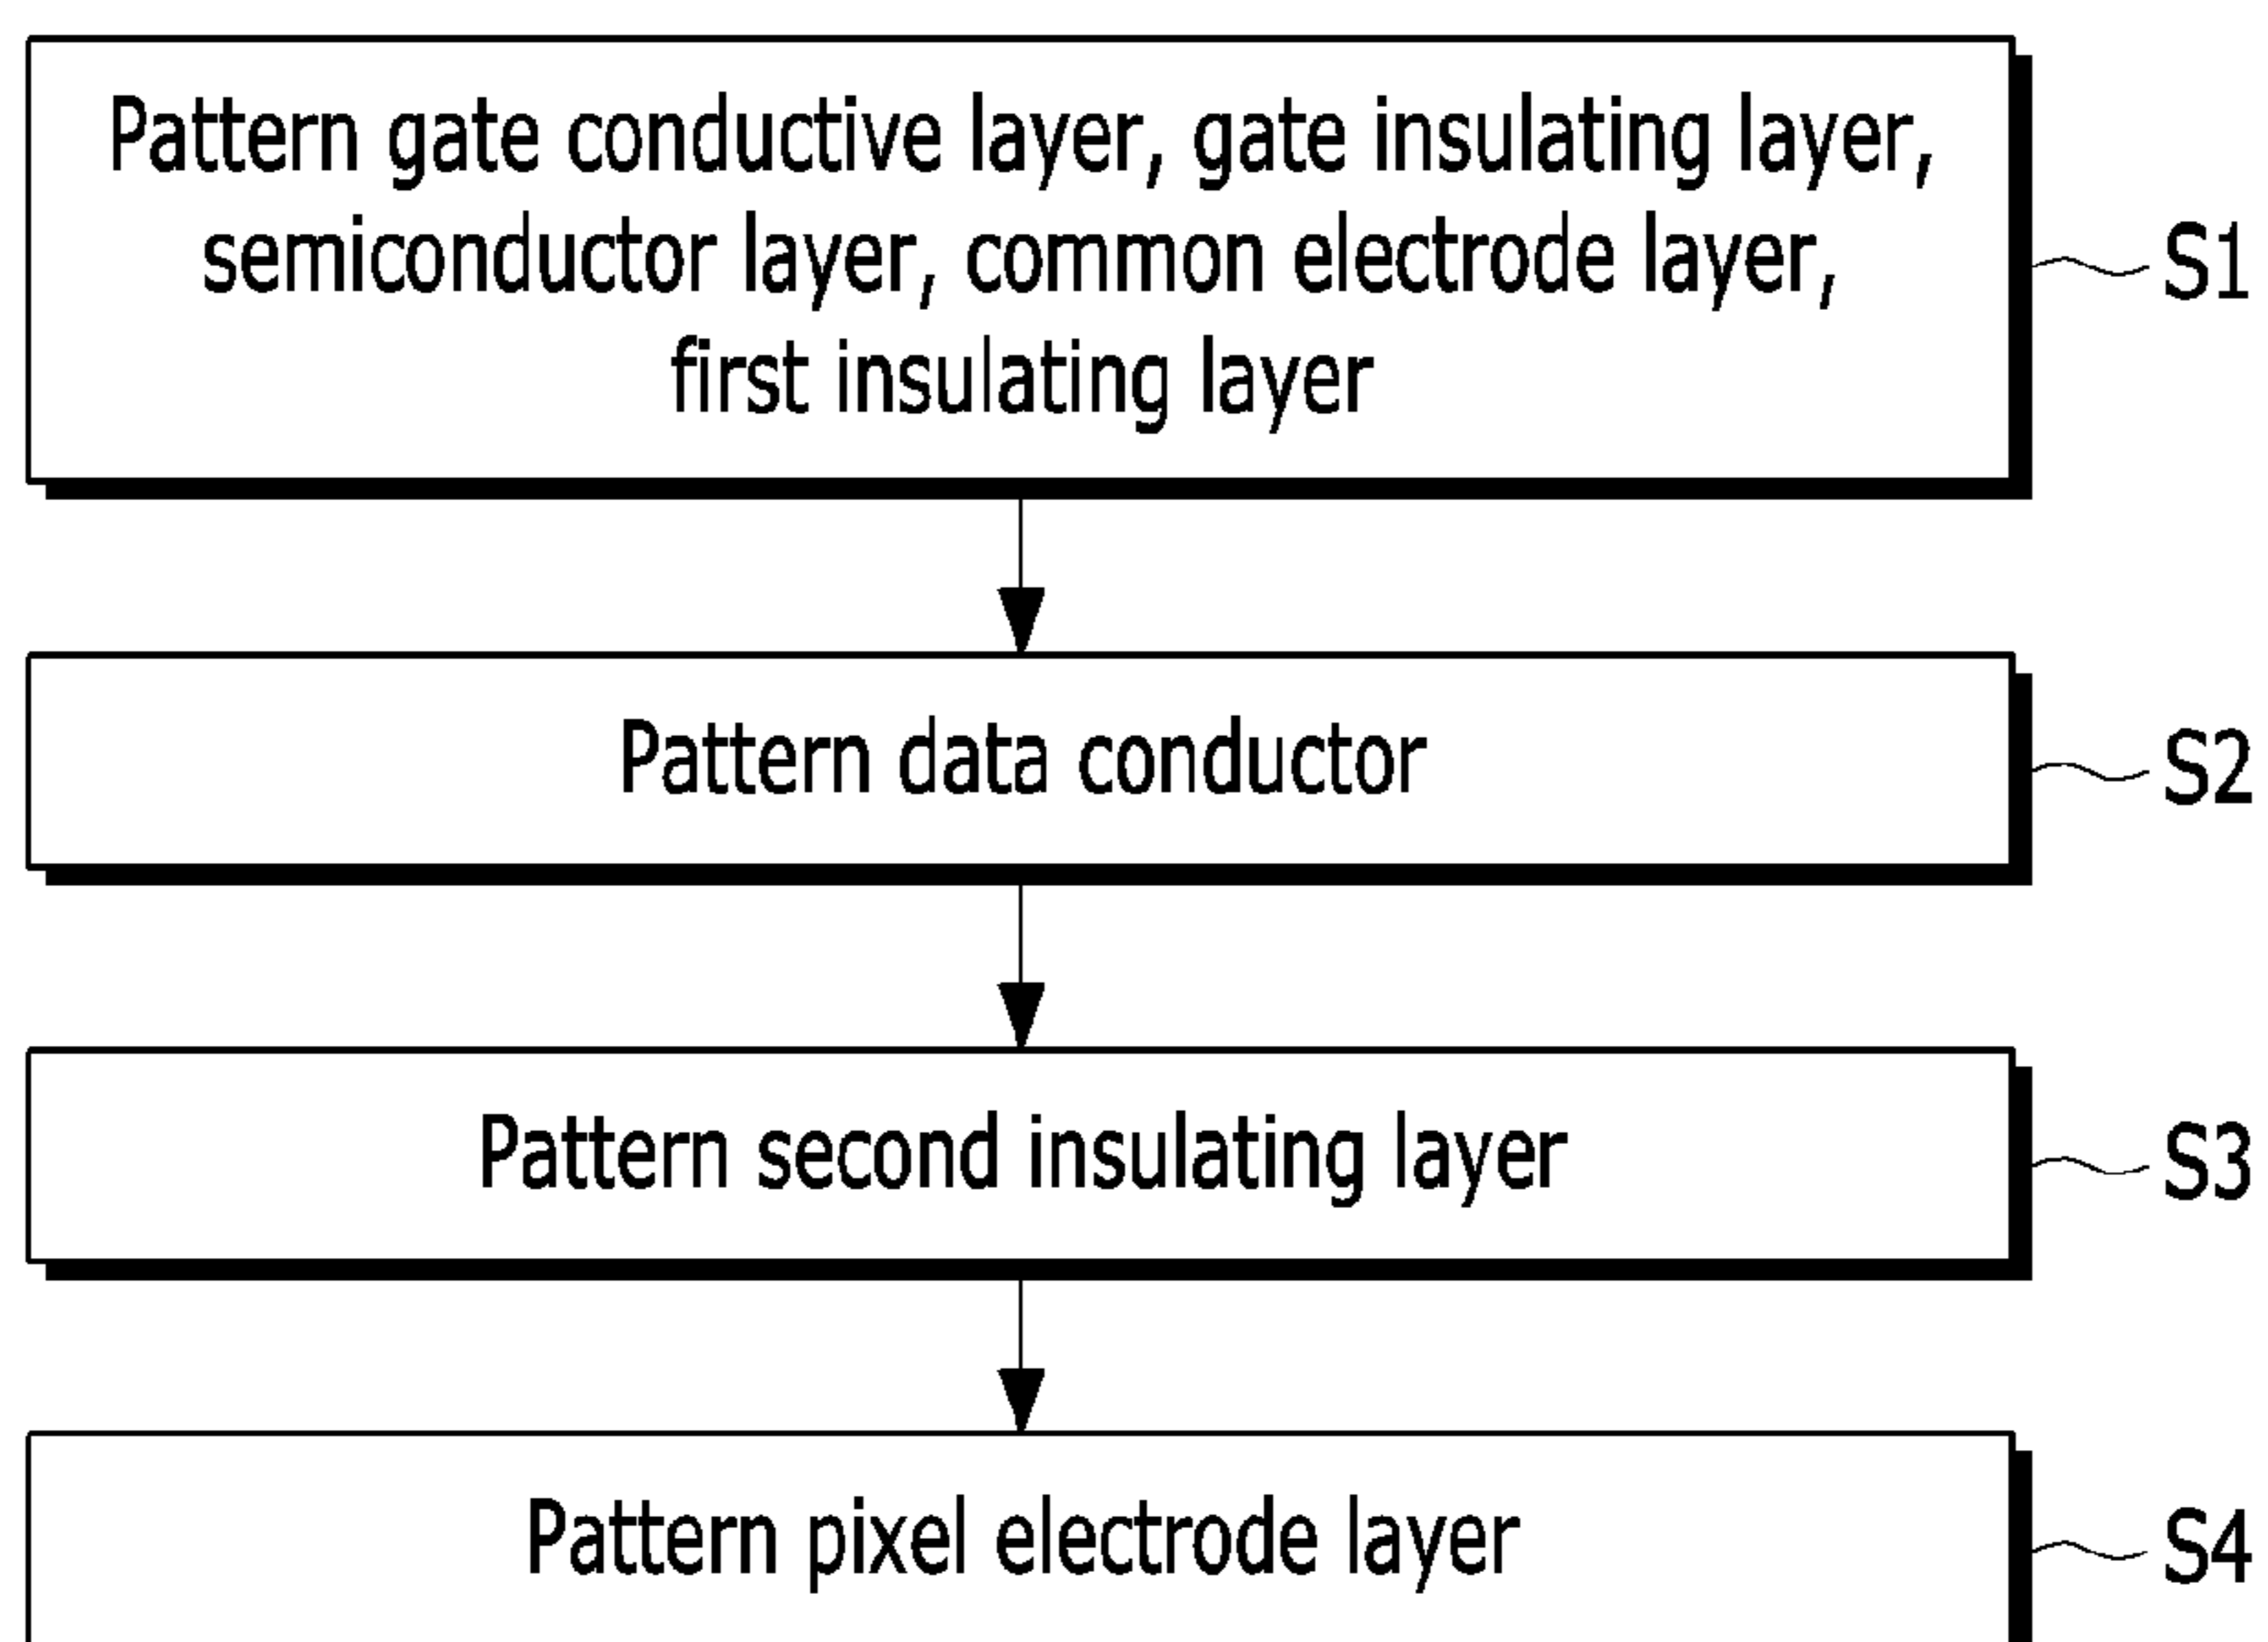 Pattern gate conductive layer, gate insulating layer,
semiconductor layer, common electrode layer,
first insulating layer
S1
Pattern data conductor
S2
Pattern second insulating layer
S3
Pattern pixel electrode layer
S4